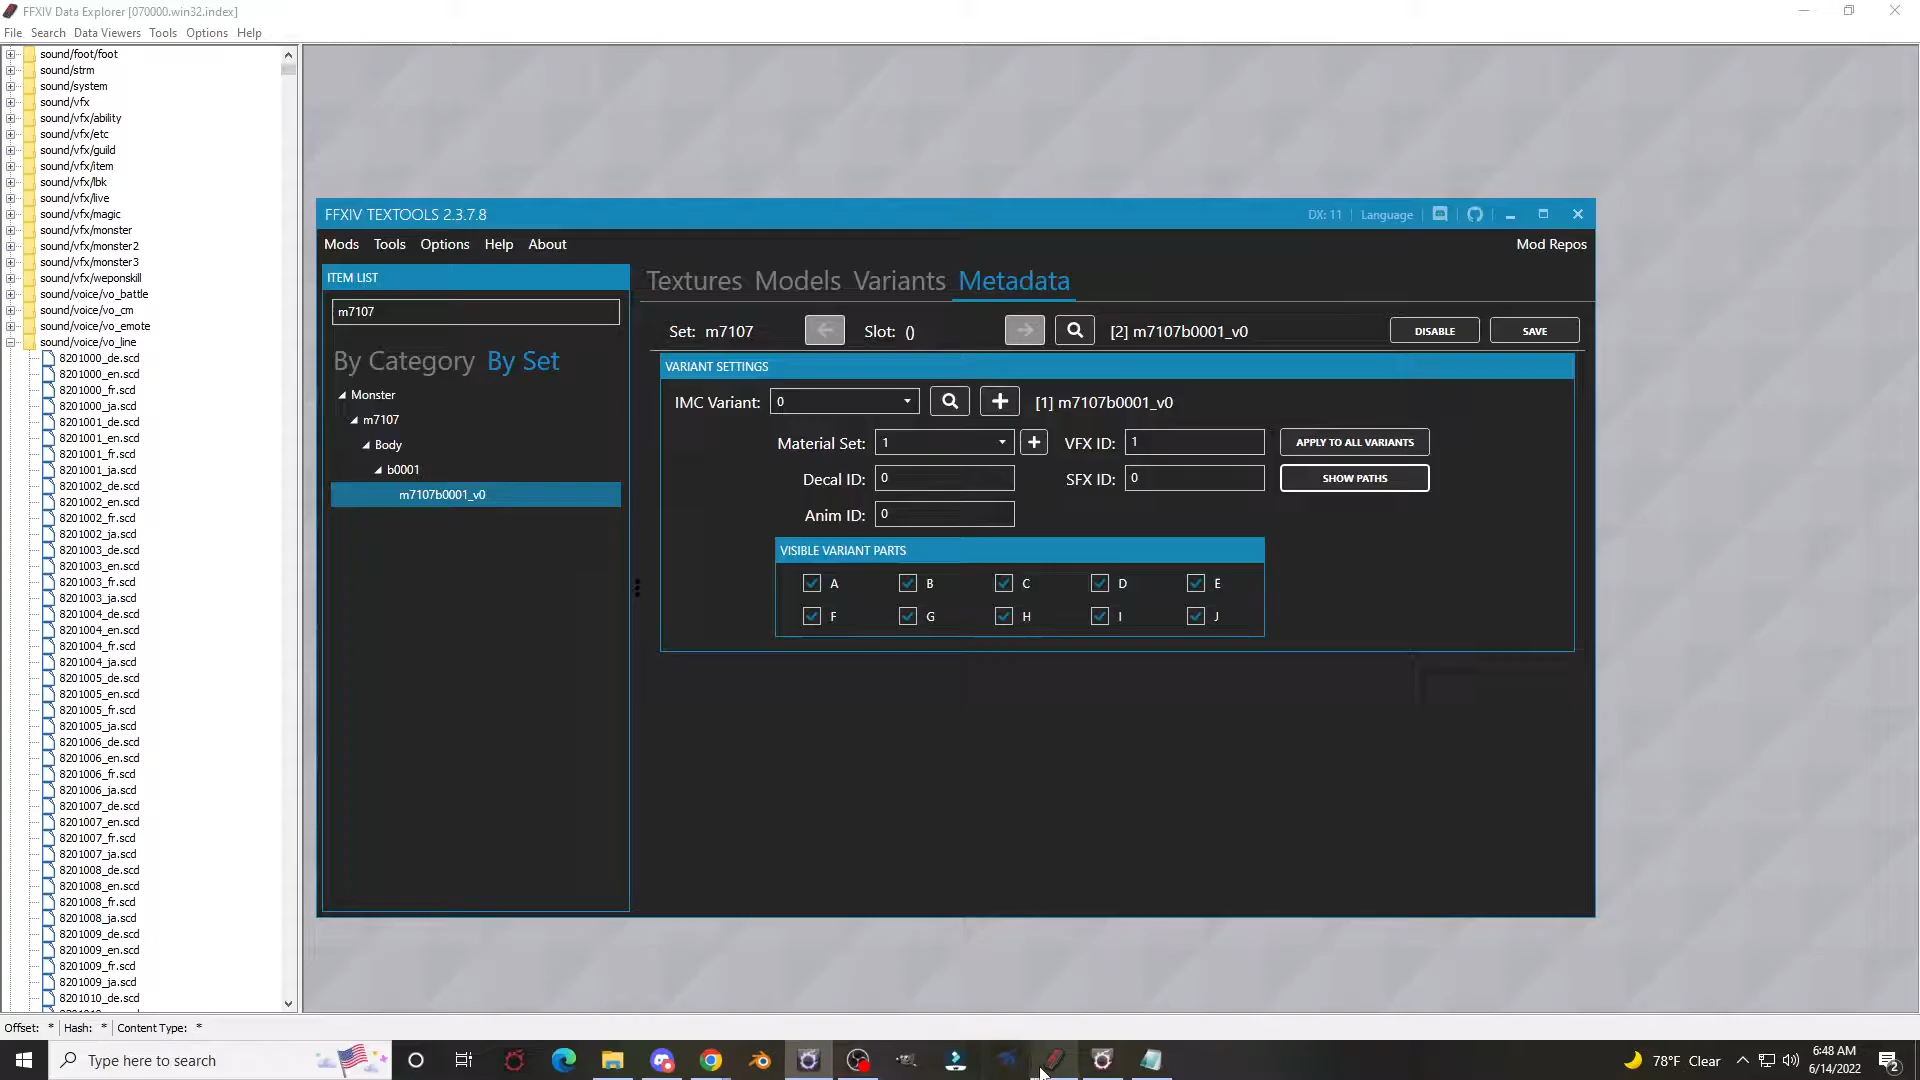 FFXIV Data Explorer [070000.win32.index]
File Search Data Viewers Tools Options Help
sound/foot/foot
sound/strm
sound/system
sound/vfx
sound/vfx/ability
sound/vfx/etc
sound/vfx/guild
sound/vfx/item
sound/vfx/lbk
sound/vfx/live
sound/vfx/magic
sound/vfx/monster
sound/vfx/monster2
sound/vfx/monster3
sound/vfx/weponskill
sound/voice/vo_battle
sound/voice/vo_cm
sound/voice/vo_emote
sound/voice/vo_line
8201000_de.scd
8201000_en.scd
8201000_fr.scd
8201000_ja.scd
8201001_de.scd
8201001_en.scd
8201001_fr.scd
8201001_ja.scd
8201002_de.scd
8201002_en.scd
8201002_fr.scd
8201002_ja.scd
8201003_de.scd
8201003_en.scd
8201003_fr.scd
8201003_ja.scd
8201004_de.scd
8201004_en.scd
8201004_fr.scd
8201004_ja.scd
8201005_de.scd
8201005_en.scd
8201005_fr.scd
8201005_ja.scd
8201006_de.scd
8201006_en.scd
8201006_fr.scd
8201006_ja.scd
8201007_de.scd
8201007_en.scd
8201007_fr.scd
8201007_ja.scd
8201008_de.scd
8201008_en.scd
8201008_fr.scd
8201008_ja.scd
8201009_de.scd
8201009_en.scd
8201009_fr.scd
8201009_ja.scd
8201010_de.scd
Offset: * Hash: * Content Type: *
FFXIV TEXTOOLS 2.3.7.8
DX: 11 Language
Mods Tools Options Help About
Mod Repos
ITEM LIST
m7107
By Category By Set
Monster
m7107
Body
b0001
m7107b0001_v0
Textures Models Variants Metadata
Set: m7107 Slot: () [2] m7107b0001_v0 DISABLE SAVE
VARIANT SETTINGS
IMC Variant: 0 [1] m7107b0001_v0
Material Set: 1 VFX ID: 1 APPLY TO ALL VARIANTS
Decal ID: 0 SFX ID: 0 SHOW PATHS
Anim ID: 0
VISIBLE VARIANT PARTS
A B C D E
F G H I J
Type here to search
78°F Clear
6:48 AM
6/14/2022
2